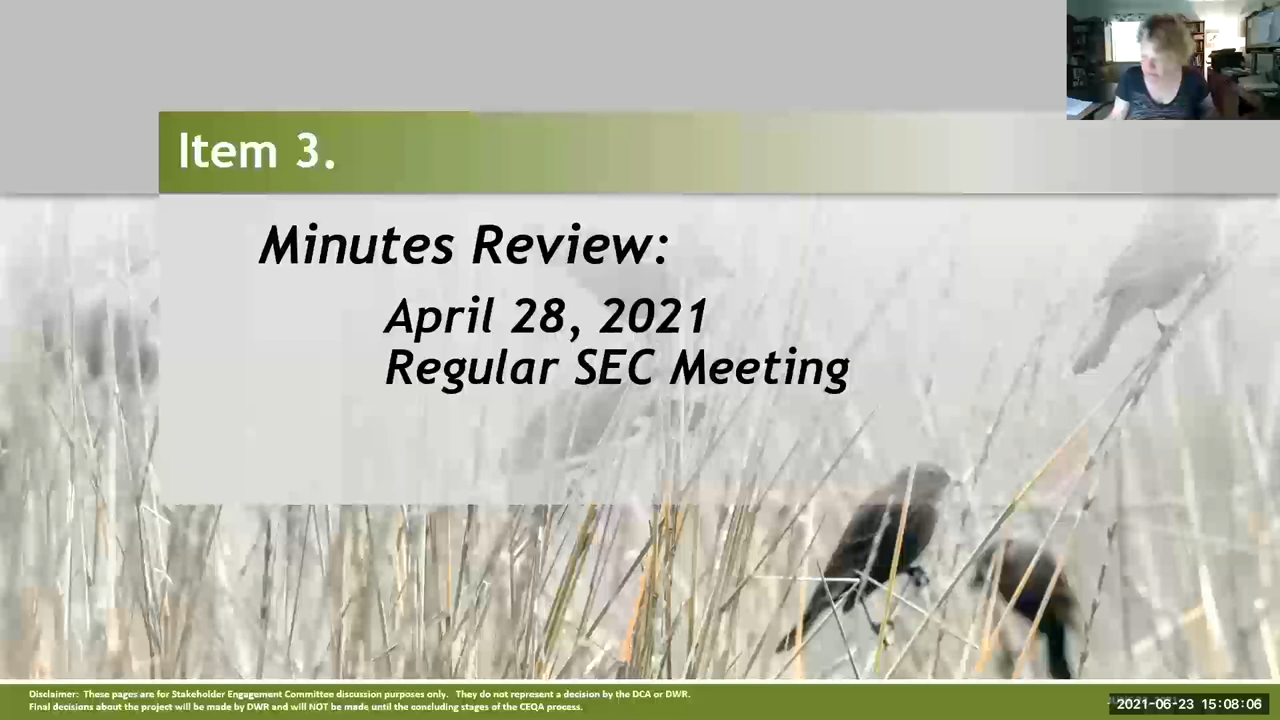 Item 3.
Minutes Review:
April 28, 2021
Regular SEC Meeting
Disclaimer: These pages are for Stakeholder Engagement Committee discussion purposes only. They do not represent a decision by the DCA or DWR.
Final decisions about the project will be made by DWR and will NOT be made until the concluding stages of the CEQA process.
2021-06-23 15:08:06